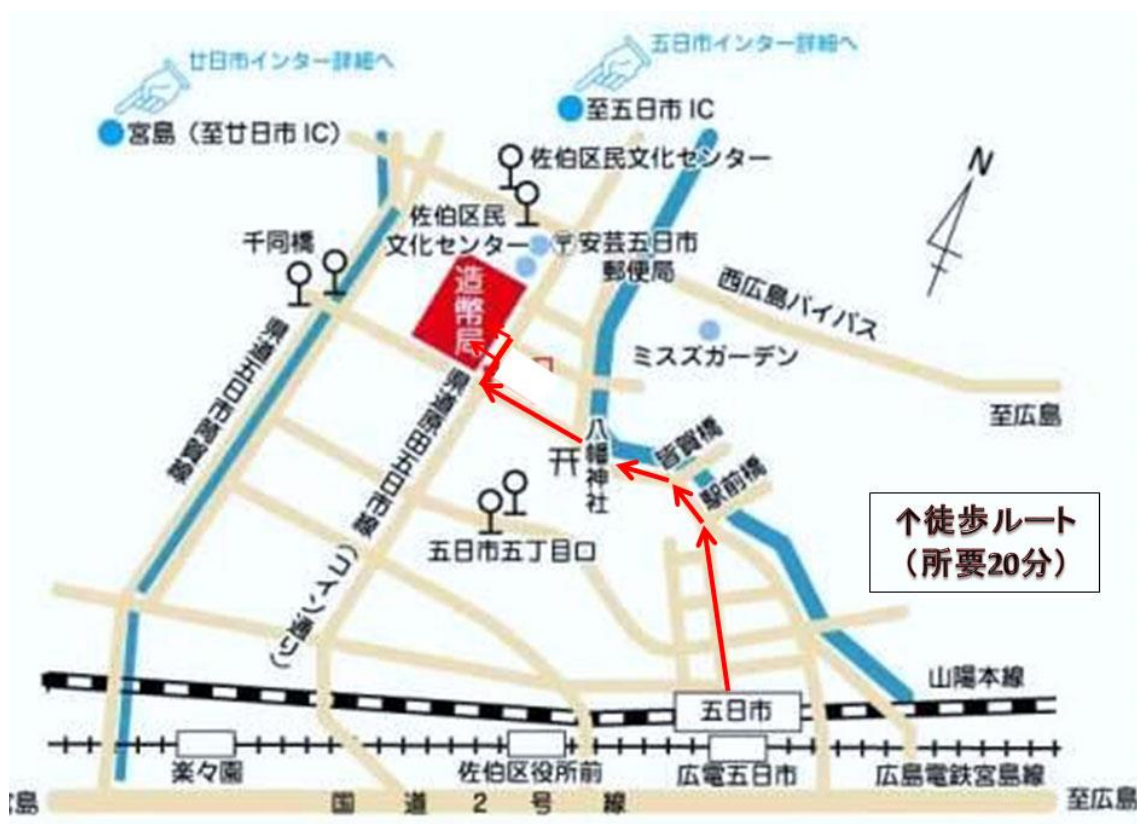 廿日市インター詳細へ
五日市インター詳細へ
宮島（至廿日市IC）
至五日市IC
佐伯区民文化センター
N
佐伯区民
文化センター
千同橋
安芸五日市
郵便局
造幣局
西広島バイパス
ミスズガーデン
至広島
県道五日市筒賀線
県道原田五日市線（コイン通り）
八幡神社
皆賀橋
駅前橋
五日市五丁目口
↑徒歩ルート
（所要20分）
山陽本線
五日市
楽々園
佐伯区役所前
広電五日市
広島電鉄宮島線
島
国道2号線
至広島